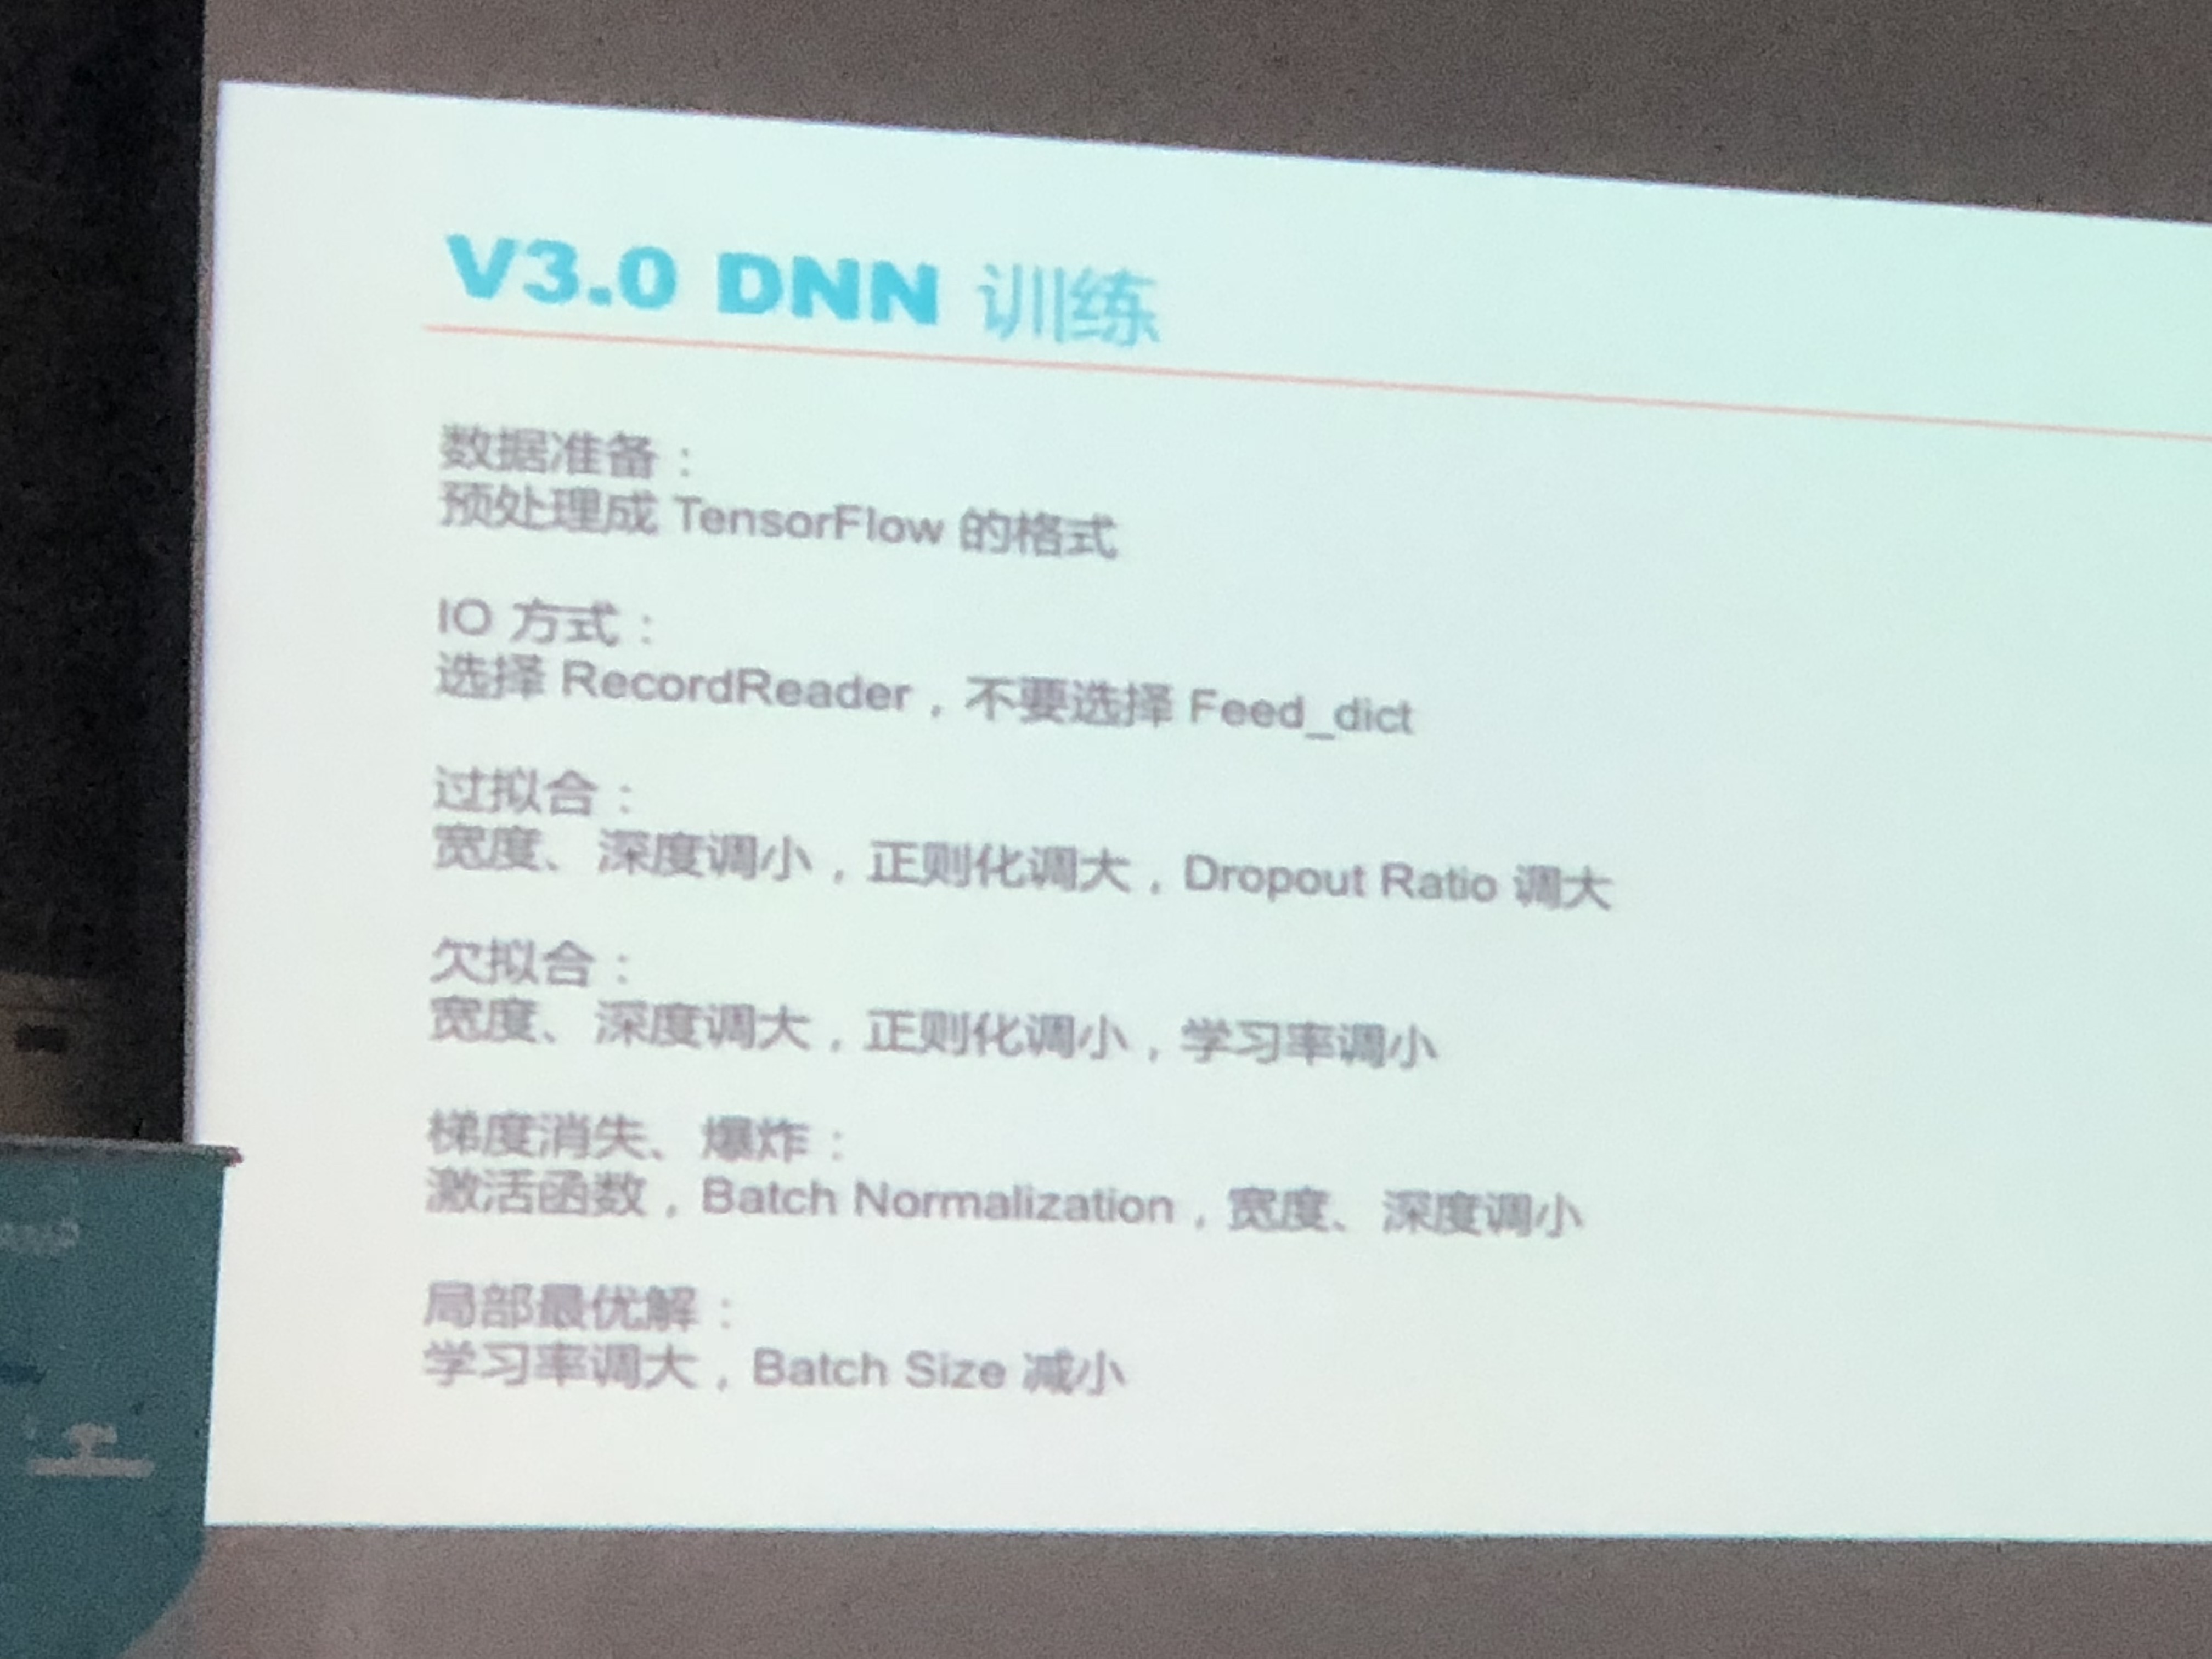 V3.0 DNN 训练
数据准备：
预处理成 TensorFlow 的格式
IO 方式：
选择 RecordReader，不要选择 Feed_dict
过拟合：
宽度、深度调小，正则化调大，Dropout Ratio 调大
欠拟合：
宽度、深度调大，正则化调小，学习率调小
梯度消失、爆炸：
激活函数，Batch Normalization，宽度、深度调小
局部最优解：
学习率调大，Batch Size 减小